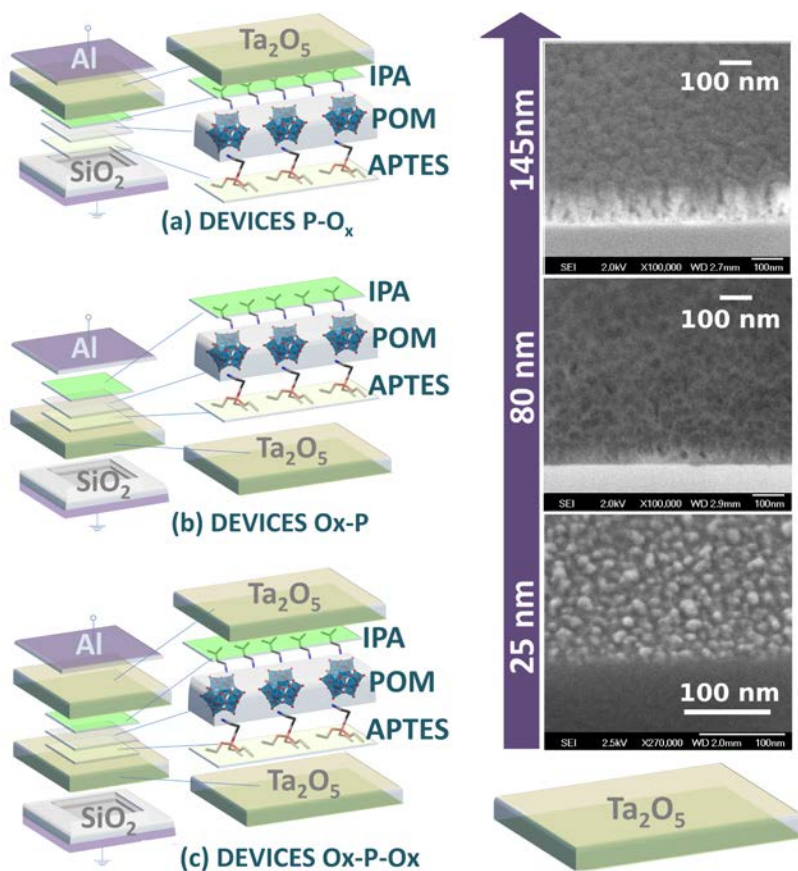 Al
Ta₂O₅
IPA
POM
APTES
SiO₂
(a) DEVICES P-Oₓ
IPA
POM
APTES
Al
Ta₂O₅
SiO₂
(b) DEVICES Ox-P
Ta₂O₅
IPA
POM
APTES
Al
Ta₂O₅
SiO₂
(c) DEVICES Ox-P-Ox
145nm
100 nm
SEI 2.0kV X100,000 WD 2.7mm 100nm
80 nm
100 nm
SEI 2.0kV X100,000 WD 2.9mm 100nm
25 nm
100 nm
SEI 2.5kV X270,000 WD 2.0mm 100nm
Ta₂O₅